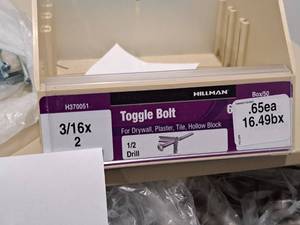 HILLMAN
H370051
Box/50
Toggle Bolt
6
3/16x
2
For Drywall, Plaster, Tile, Hollow Block
1/2
Drill
.65ea
16.49bx